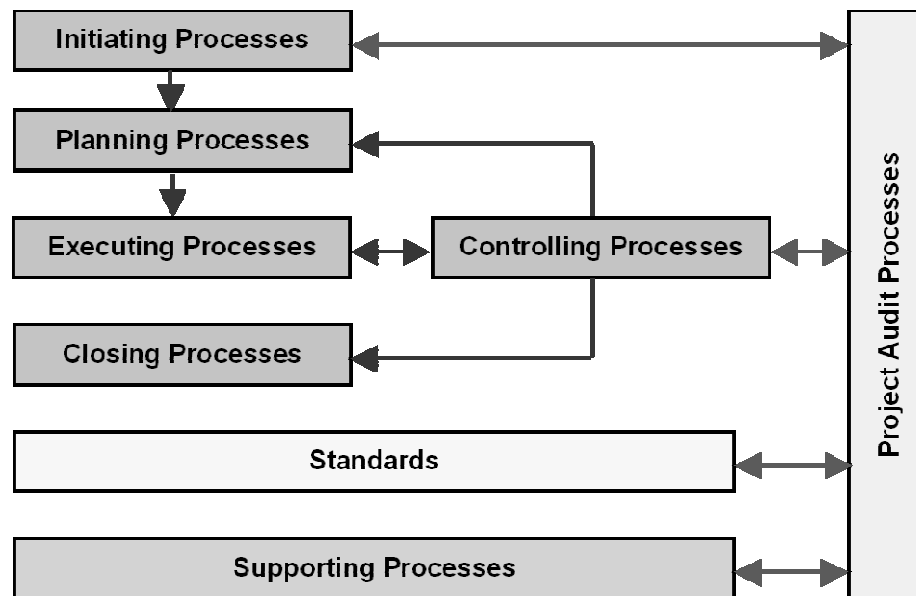 Initiating Processes
Planning Processes
Executing Processes
Controlling Processes
Closing Processes
Standards
Supporting Processes
Project Audit Processes